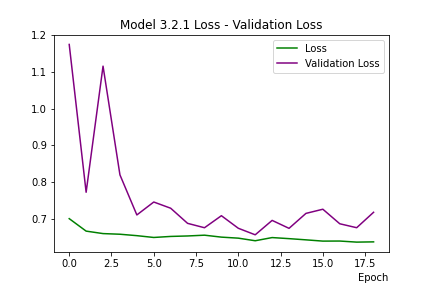 Model 3.2.1 Loss - Validation Loss
1.2
1.1
1.0
0.9
0.8
0.7
Loss
Validation Loss
0.0 2.5 5.0 7.5 10.0 12.5 15.0 17.5
Epoch